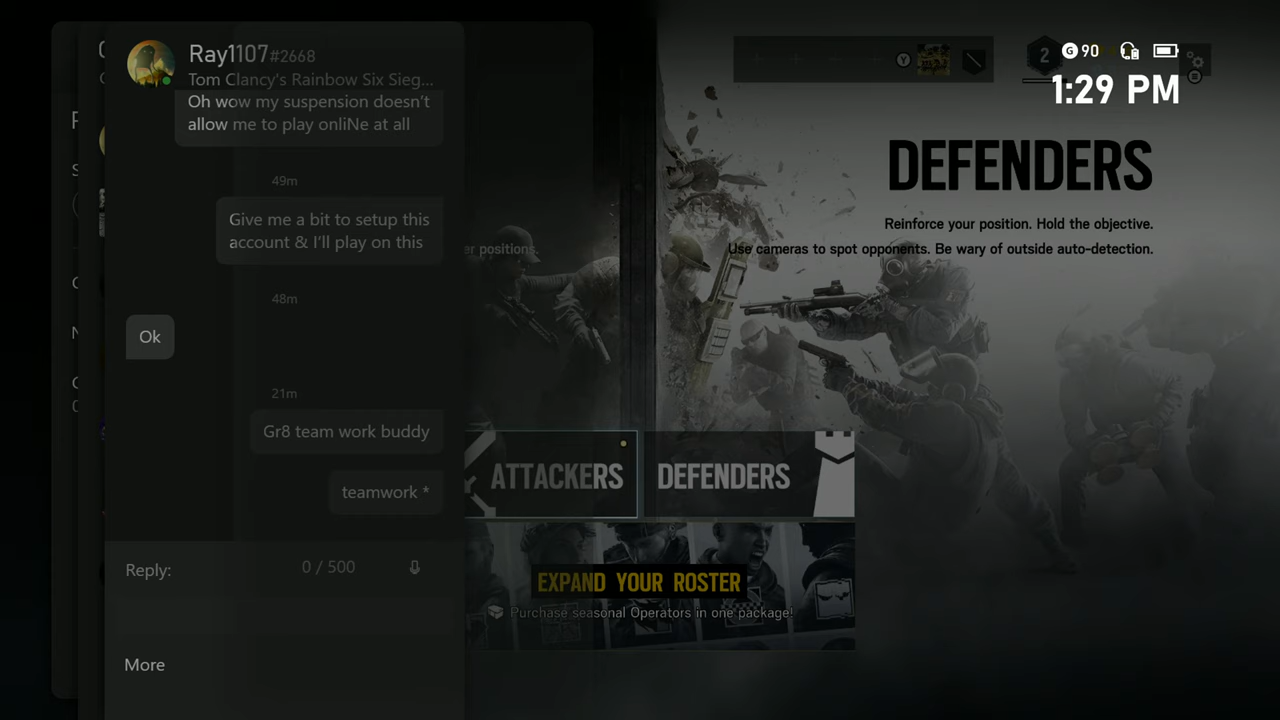 Ray1107#2668
Tom Clancy's Rainbow Six Sieg...
Oh wow my suspension doesn't
allow me to play onliNe at all
49m
Give me a bit to setup this
account & I'll play on this
48m
Ok
21m
Gr8 team work buddy
teamwork *
Reply:
0 / 500
More
G 90
1:29 PM
Y
2
DEFENDERS
Reinforce your position. Hold the objective.
Use cameras to spot opponents. Be wary of outside auto-detection.
er positions.
ATTACKERS
DEFENDERS
EXPAND YOUR ROSTER
Purchase seasonal Operators in one package!